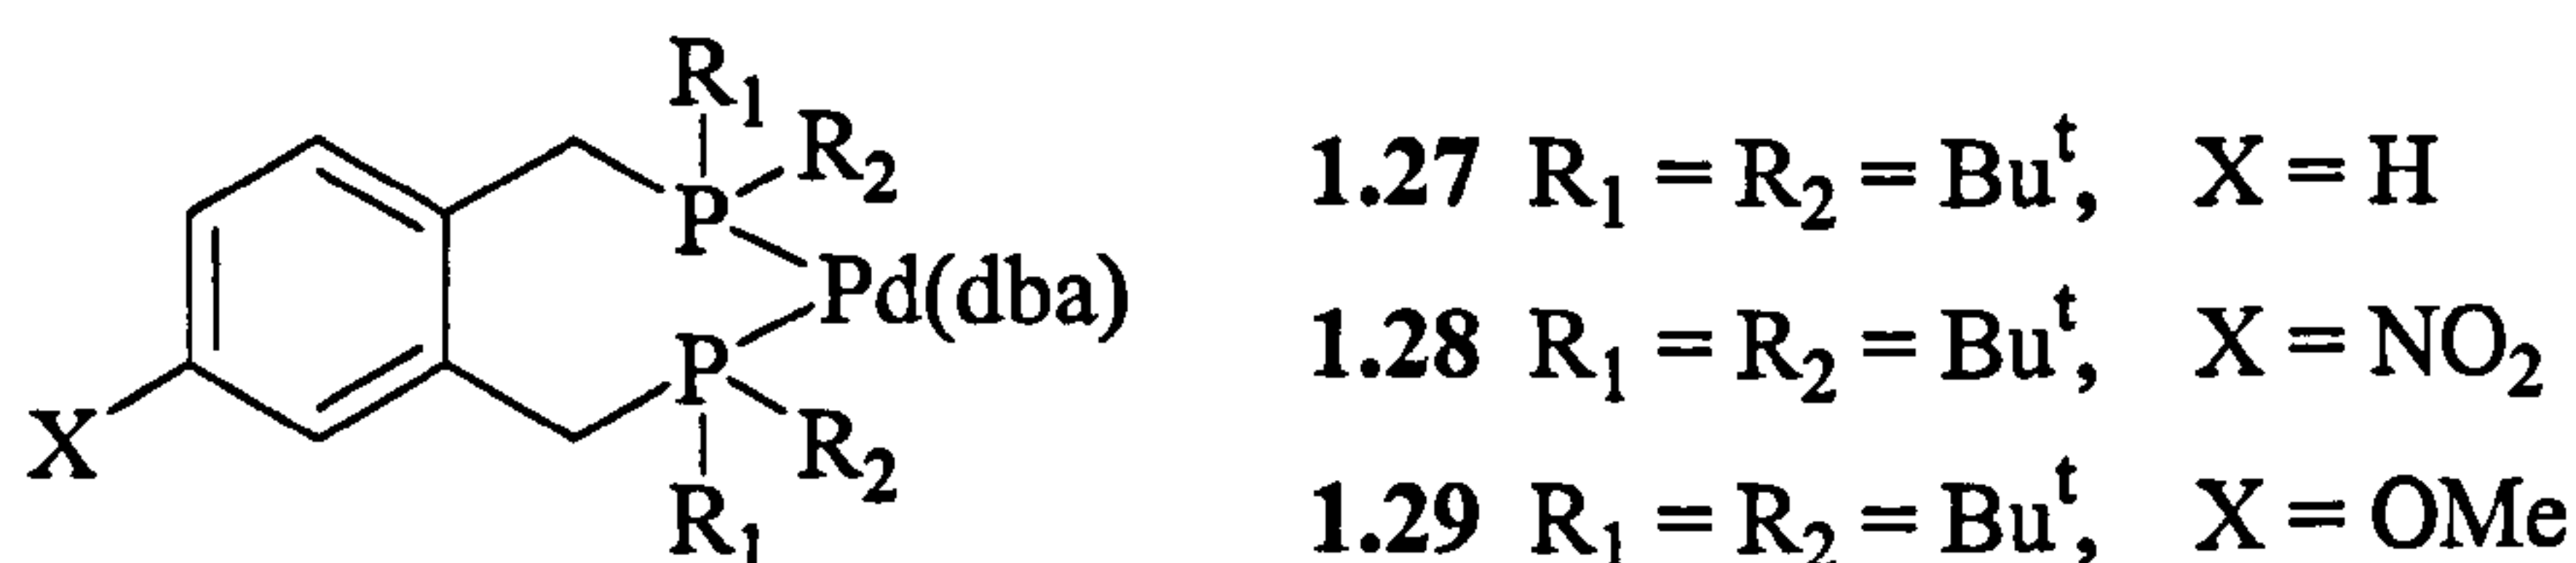 R₁
R₂
P
Pd(dba)
P
R₂
R₁
X
1.27 R₁ = R₂ = Buᵗ, X = H
1.28 R₁ = R₂ = Buᵗ, X = NO₂
1.29 R₁ = R₂ = Buᵗ, X = OMe